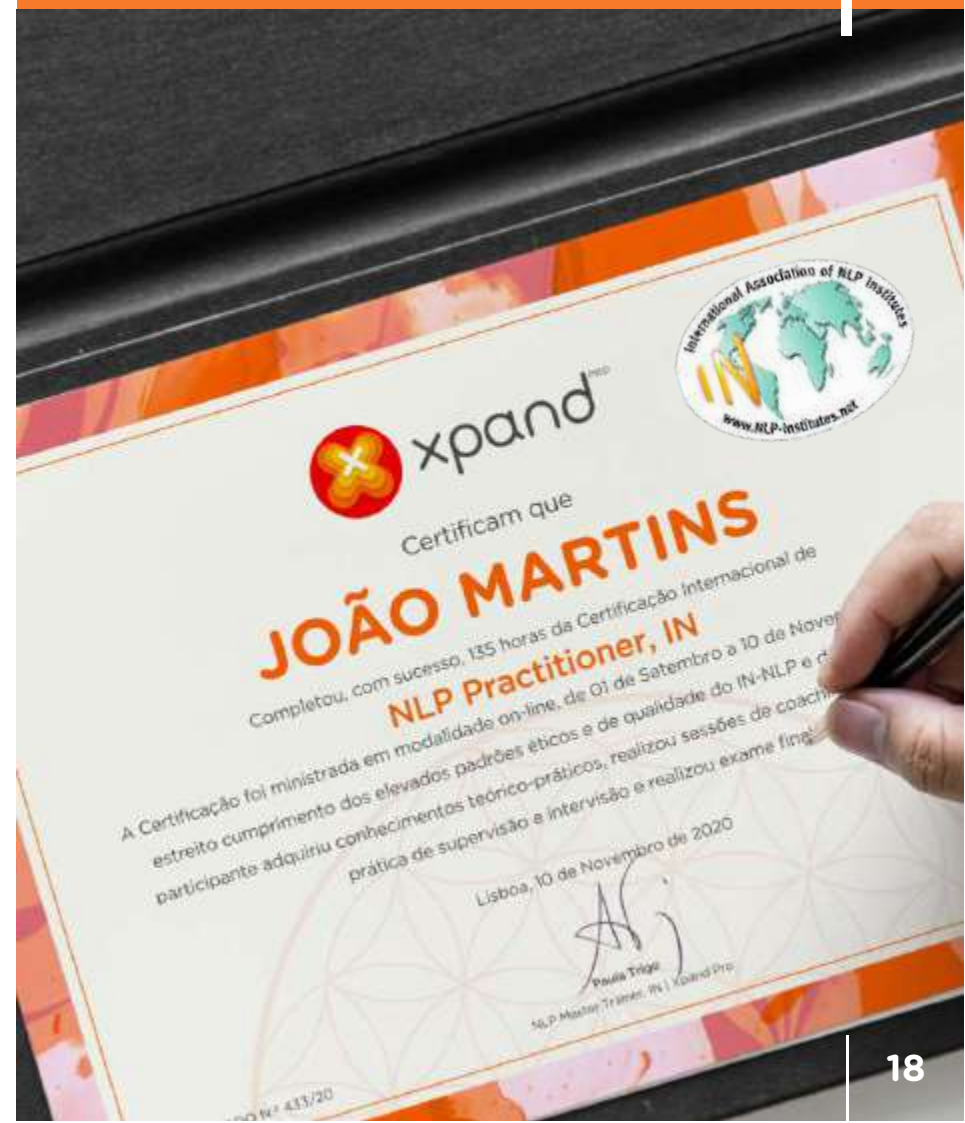 International Association of NLP Institutes
IN
www.NLP-Institutes.net
xpand
PRO
Certificam que
JOÃO MARTINS
Completou, com sucesso, 135 horas da Certificação Internacional de
NLP Practitioner, IN
A Certificação foi ministrada em modalidade on-line, de 01 de Setembro a 10 de Nove
estreito cumprimento dos elevados padrões éticos e de qualidade do IN-NLP e d
participante adquiriu conhecimentos teórico-práticos, realizou sessões de coachi
prática de supervisão e intervisão e realizou exame final
Lisboa, 10 de Novembro de 2020
Paula Trigo
NLP Master Trainer, IN | Xpand Pro
DO N.º 433/20
18